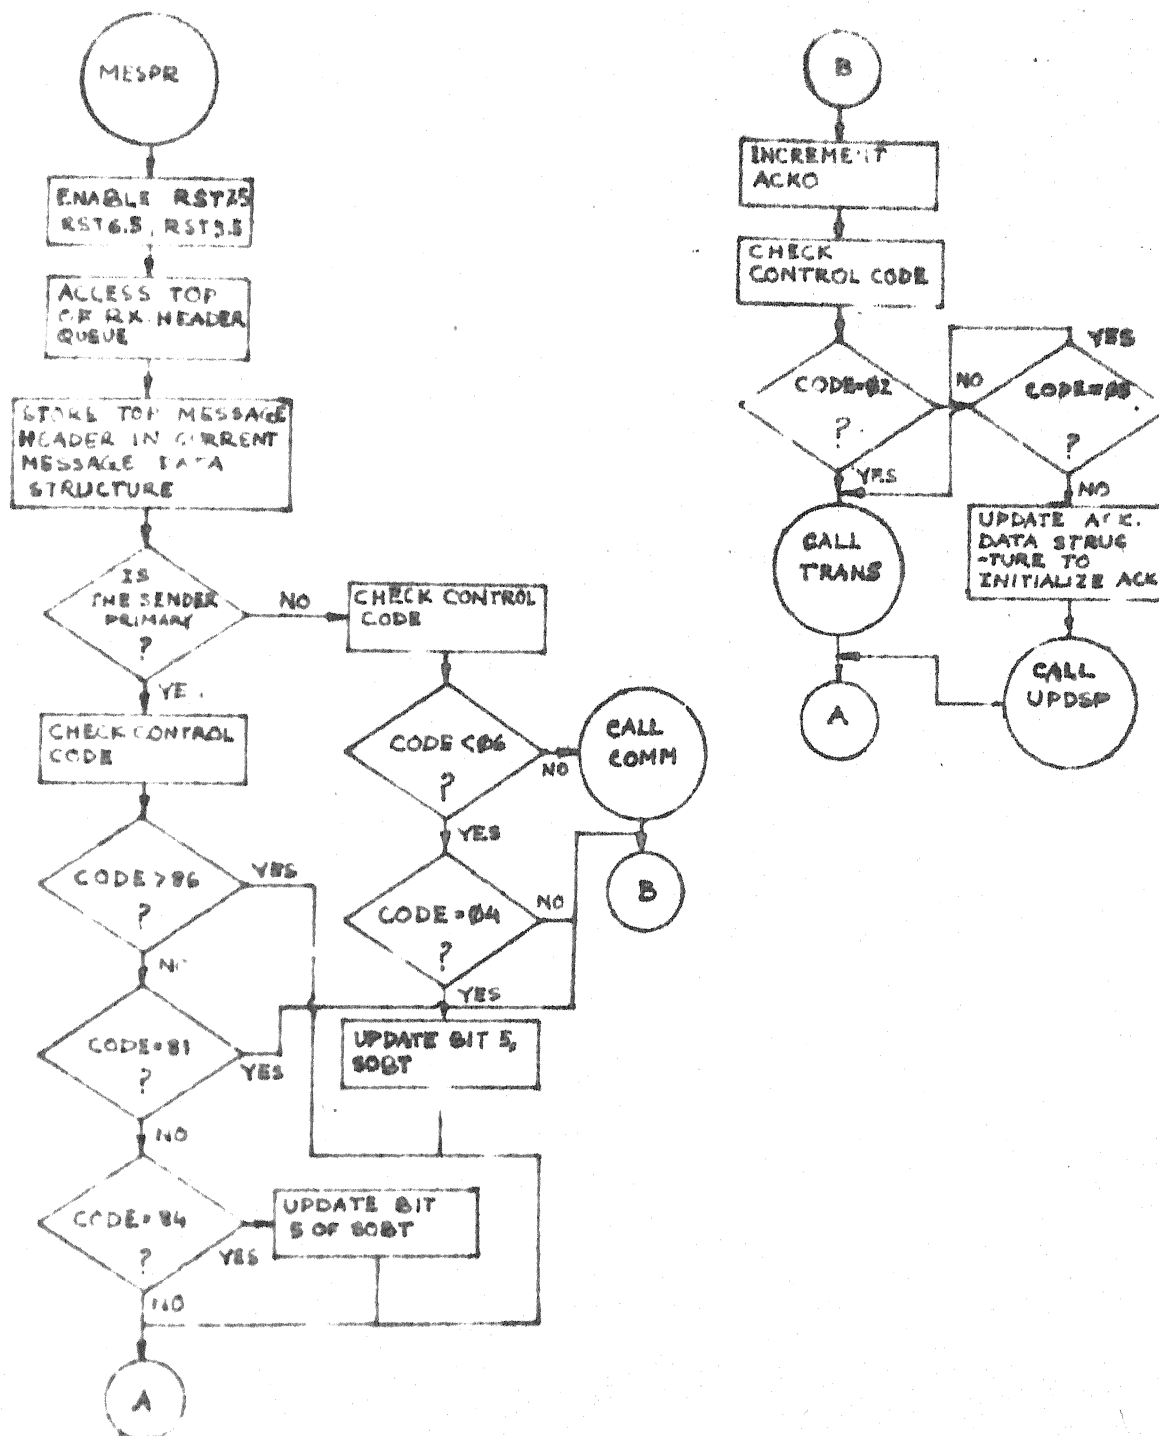 MESPR
ENABLE RST7.5
RST6.5, RST5.5
ACCESS TOP
OF RX HEADER
QUEUE
STORE TOP MESSAGE
HEADER IN CURRENT
MESSAGE DATA
STRUCTURE
IS
THE SENDER
PRIMARY
?
NO
YE
CHECK CONTROL
CODE
CHECK CONTROL
CODE
CODE <Ø6
?
NO
YES
CALL
COMM
B
CODE = Ø4
?
NO
YES
UPDATE BIT 5,
SOBT
CODE >86
?
YES
NO
CODE=81
?
YES
NO
CODE= 84
?
YES
NO
UPDATE BIT
5 OF SOBT
A
B
INCREMENT
ACKO
CHECK
CONTROL CODE
CODE=Ø2
?
NO
YES
YES
?
NO
CALL
TRANS
UPDATE ACK.
DATA STRUC
-TURE TO
INITIALIZE ACK
CALL
UPDSP
A